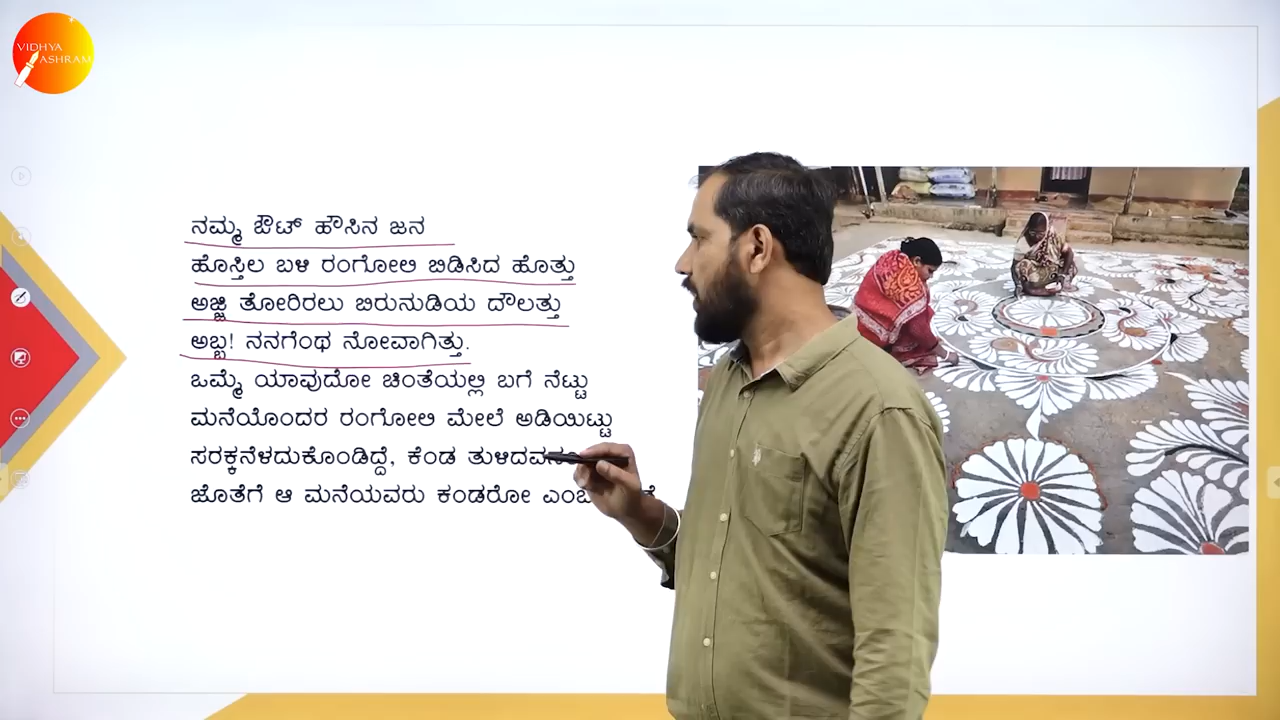 VIDHYA
ASHRAM
ನಮ್ಮ ಔಟ್ ಹೌಸಿನ ಜನ
ಹೊಸ್ತಿಲ ಬಳಿ ರಂಗೋಲಿ ಬಿಡಿಸಿದ ಹೊತ್ತು
ಅಜ್ಜಿ ತೋರಿರಲು ಬಿರುನುಡಿಯ ದೌಲತ್ತು
ಅಬ್ಬ! ನನಗೆಂಥ ನೋವಾಗಿತ್ತು.
ಒಮ್ಮೆ ಯಾವುದೋ ಚಿಂತೆಯಲ್ಲಿ ಬಗೆ ನೆಟ್ಟು
ಮನೆಯೊಂದರ ರಂಗೋಲಿ ಮೇಲೆ ಅಡಿಯಿಟ್ಟು
ಸರಕ್ಕನೆಳದುಕೊಂಡಿದ್ದೆ, ಕೆಂಡ
ಜೊತೆಗೆ ಆ ಮನೆಯವರು ಕಂಡರೋ